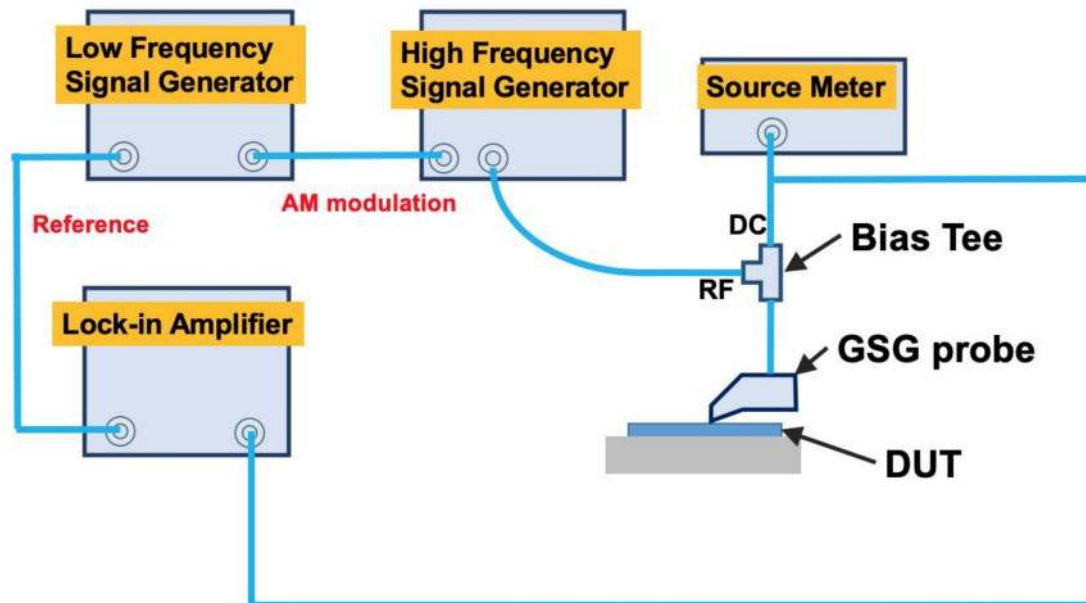 Low Frequency
Signal Generator
High Frequency
Signal Generator
Source Meter
AM modulation
Reference
DC
Bias Tee
RF
Lock-in Amplifier
GSG probe
DUT